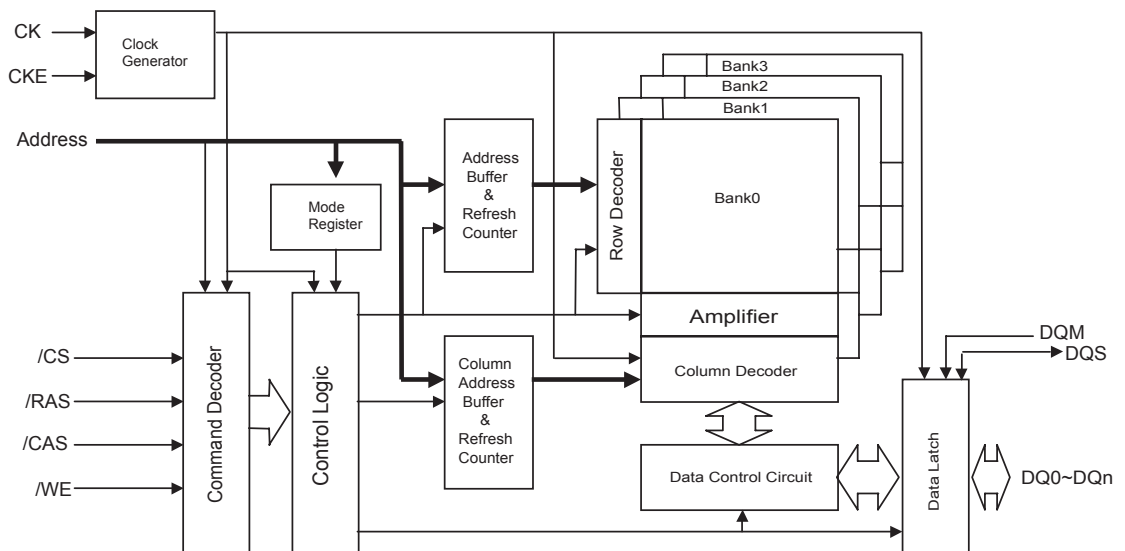 CK
CKE
Clock
Generator
Address
Mode
Register
Address
Buffer
&
Refresh
Counter
Row Decoder
Bank3
Bank2
Bank1
Bank0
Amplifier
Column Decoder
/CS
/RAS
/CAS
/WE
Command Decoder
Control Logic
Column
Address
Buffer
&
Refresh
Counter
Data Control Circuit
Data Latch
DQM
DQS
DQ0~DQn